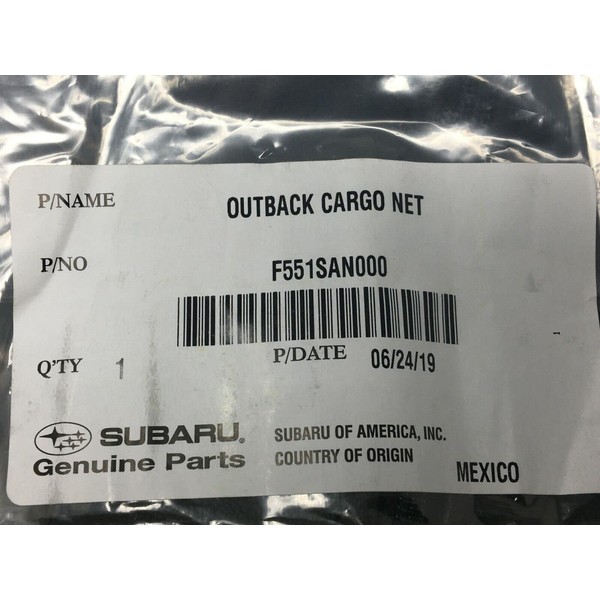 P/NAME OUTBACK CARGO NET
P/NO F551SAN000
Q'TY 1 P/DATE 06/24/19
SUBARU. SUBARU OF AMERICA, INC.
Genuine Parts COUNTRY OF ORIGIN
MEXICO